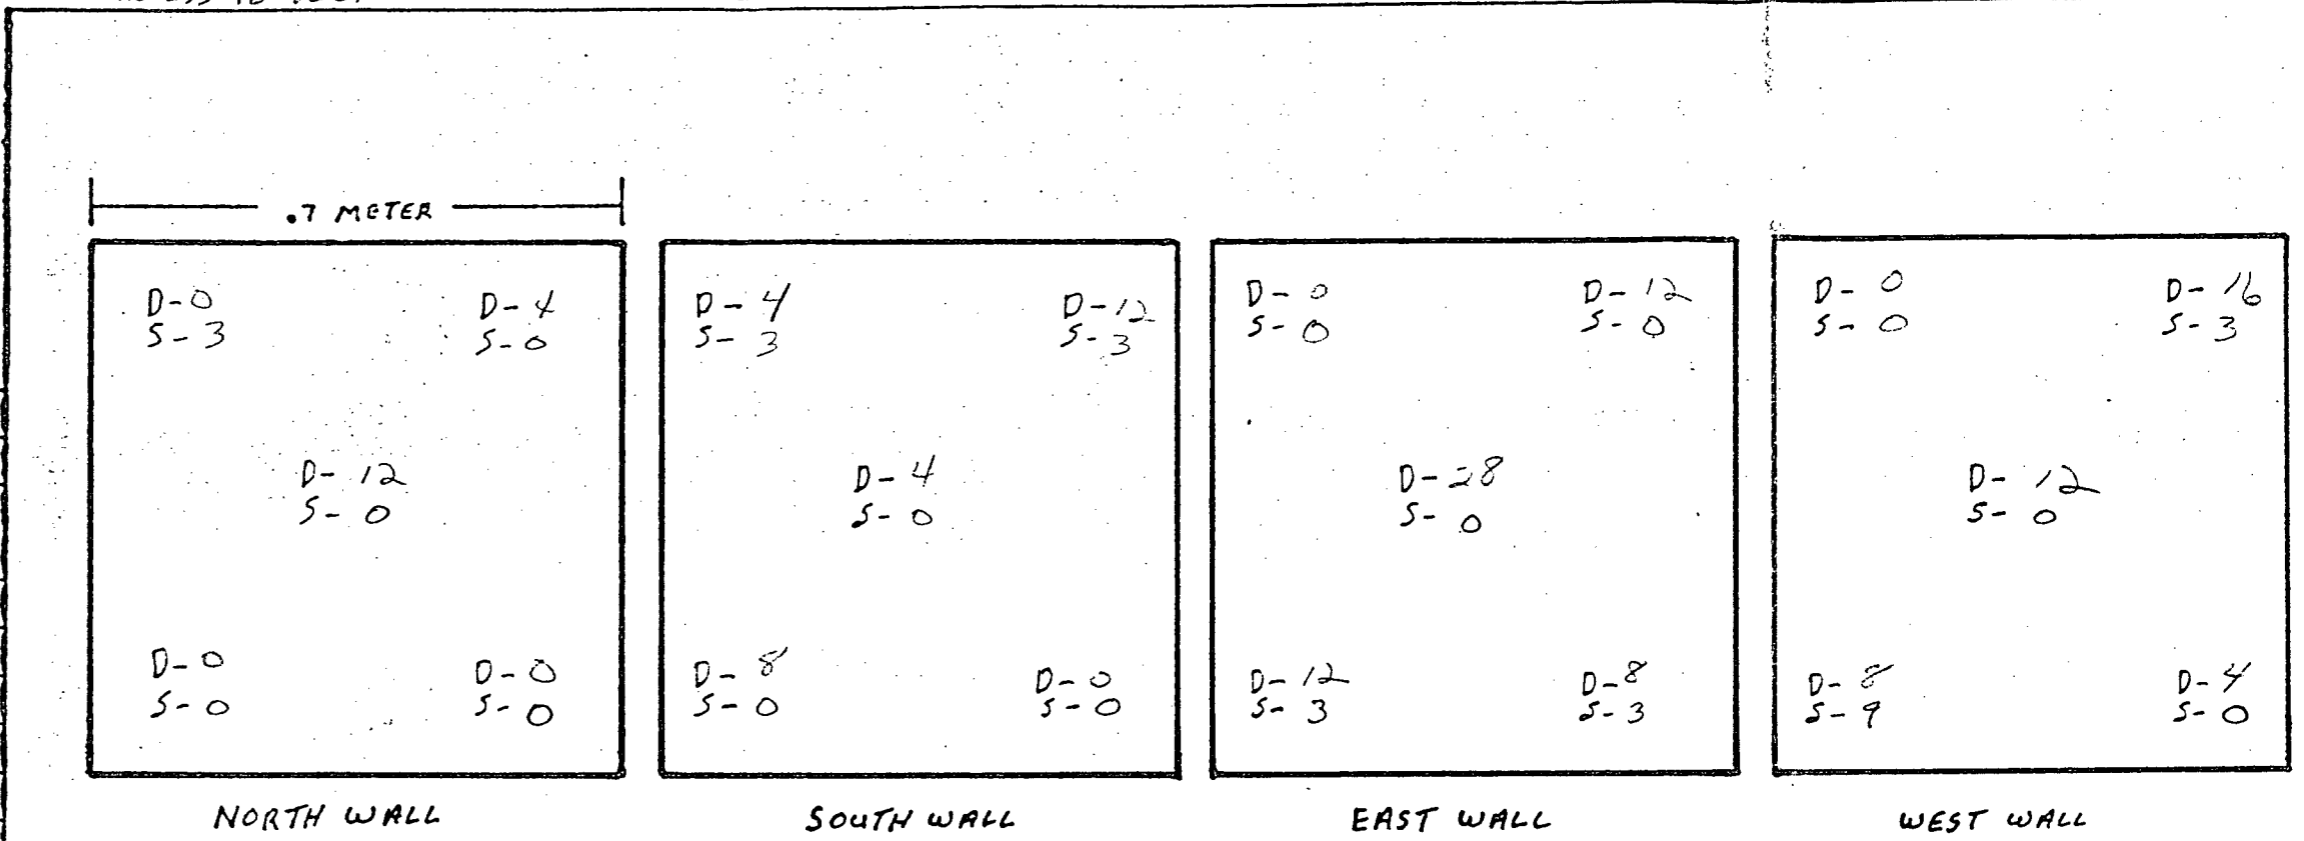 .7 METER
D-0
S-3
D-4
S-0
D-12
S-0
D-0
S-0
D-0
S-0
NORTH WALL
D-4
S-3
D-12
S-3
D-4
S-0
D-8
S-0
D-0
S-0
SOUTH WALL
D-0
S-0
D-12
S-0
D-28
S-0
D-12
S-3
D-8
S-3
EAST WALL
D-0
S-0
D-16
S-3
D-12
S-0
D-8
S-9
D-4
S-0
WEST WALL